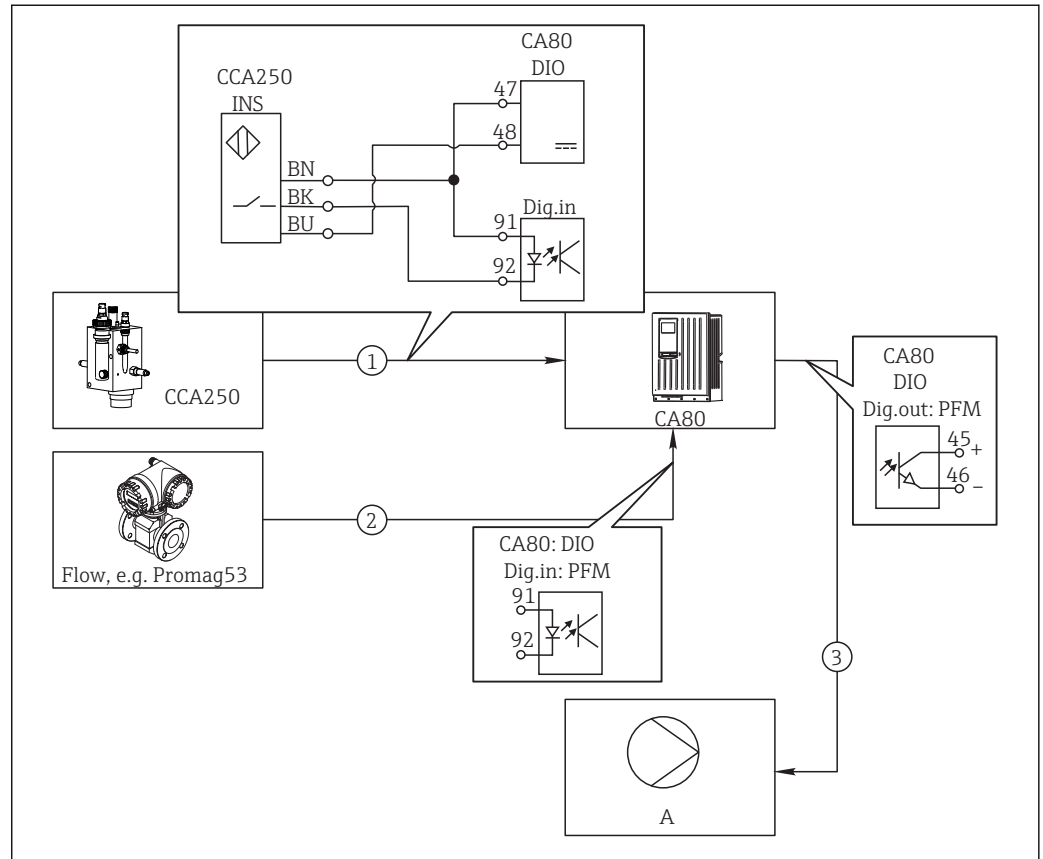 CA80
DIO
CCA250
INS
47
48
BN
BK
BU
Dig.in
91
92
CCA250
1
CA80
CA80
DIO
Dig.out: PFM
45
+
46
–
Flow, e.g. Promag53
2
CA80: DIO
Dig.in: PFM
91
92
3
A